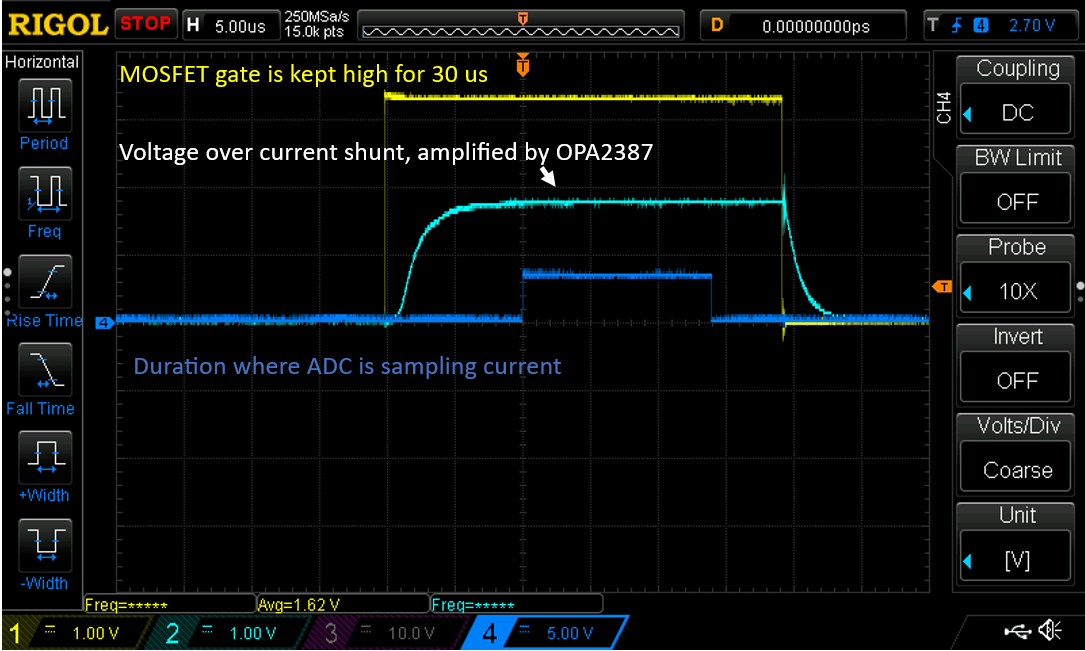 RIGOL STOP H 5.00us 250MSa/s 15.0k pts T D 0.00000000ps T 4 2.70 V
Horizontal
Period
Freq
Rise Time
Fall Time
+Width
-Width
MOSFET gate is kept high for 30 us
T
Voltage over current shunt, amplified by OPA2387
T
4
Duration where ADC is sampling current
CH4
Coupling
DC
BW Limit
OFF
Probe
10X
Invert
OFF
Volts/Div
Coarse
Unit
[V]
Freq=***** Avg=1.62 V Freq=*****
1 1.00 V 2 1.00 V 3 10.0 V 4 5.00 V